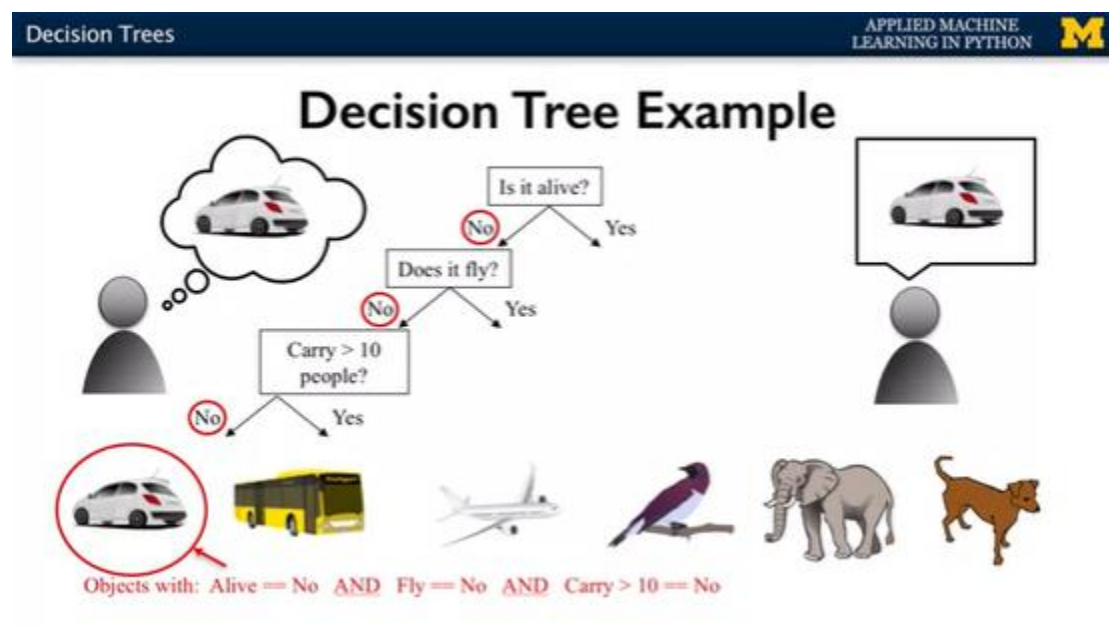 Decision Trees
APPLIED MACHINE
LEARNING IN PYTHON
M
Decision Tree Example
Is it alive?
No
Yes
Does it fly?
No
Yes
Carry > 10
people?
No
Yes
Objects with: Alive == No AND Fly == No AND Carry > 10 == No